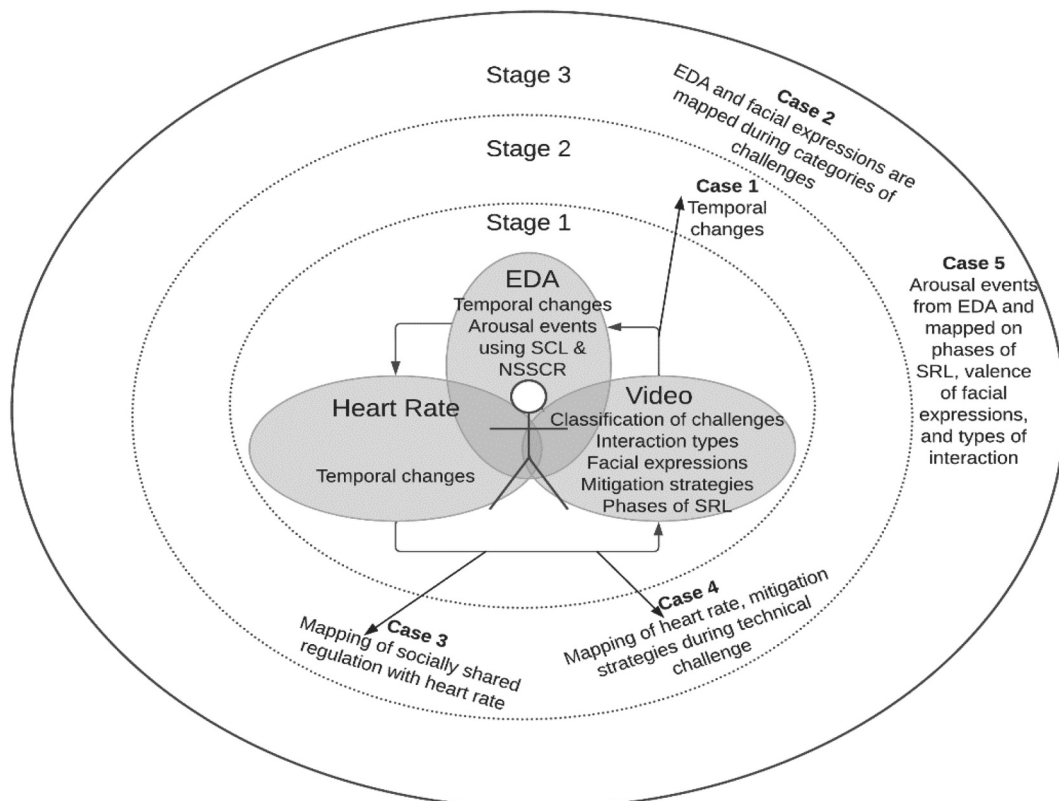 Stage 3
Case 2
EDA and facial expressions are
mapped during categories of
challenges
Stage 2
Case 1
Temporal
changes
Stage 1
EDA
Temporal changes
Arousal events
using SCL &
NSSCR
Case 5
Arousal events
from EDA and
mapped on
phases of
SRL, valence
of facial
expressions,
and types of
interaction
Heart Rate
Temporal changes
Video
Classification of challenges
Interaction types
Facial expressions
Mitigation strategies
Phases of SRL
Case 3
Mapping of socially shared
regulation with heart rate
Case 4
Mapping of heart rate, mitigation
strategies during technical
challenge